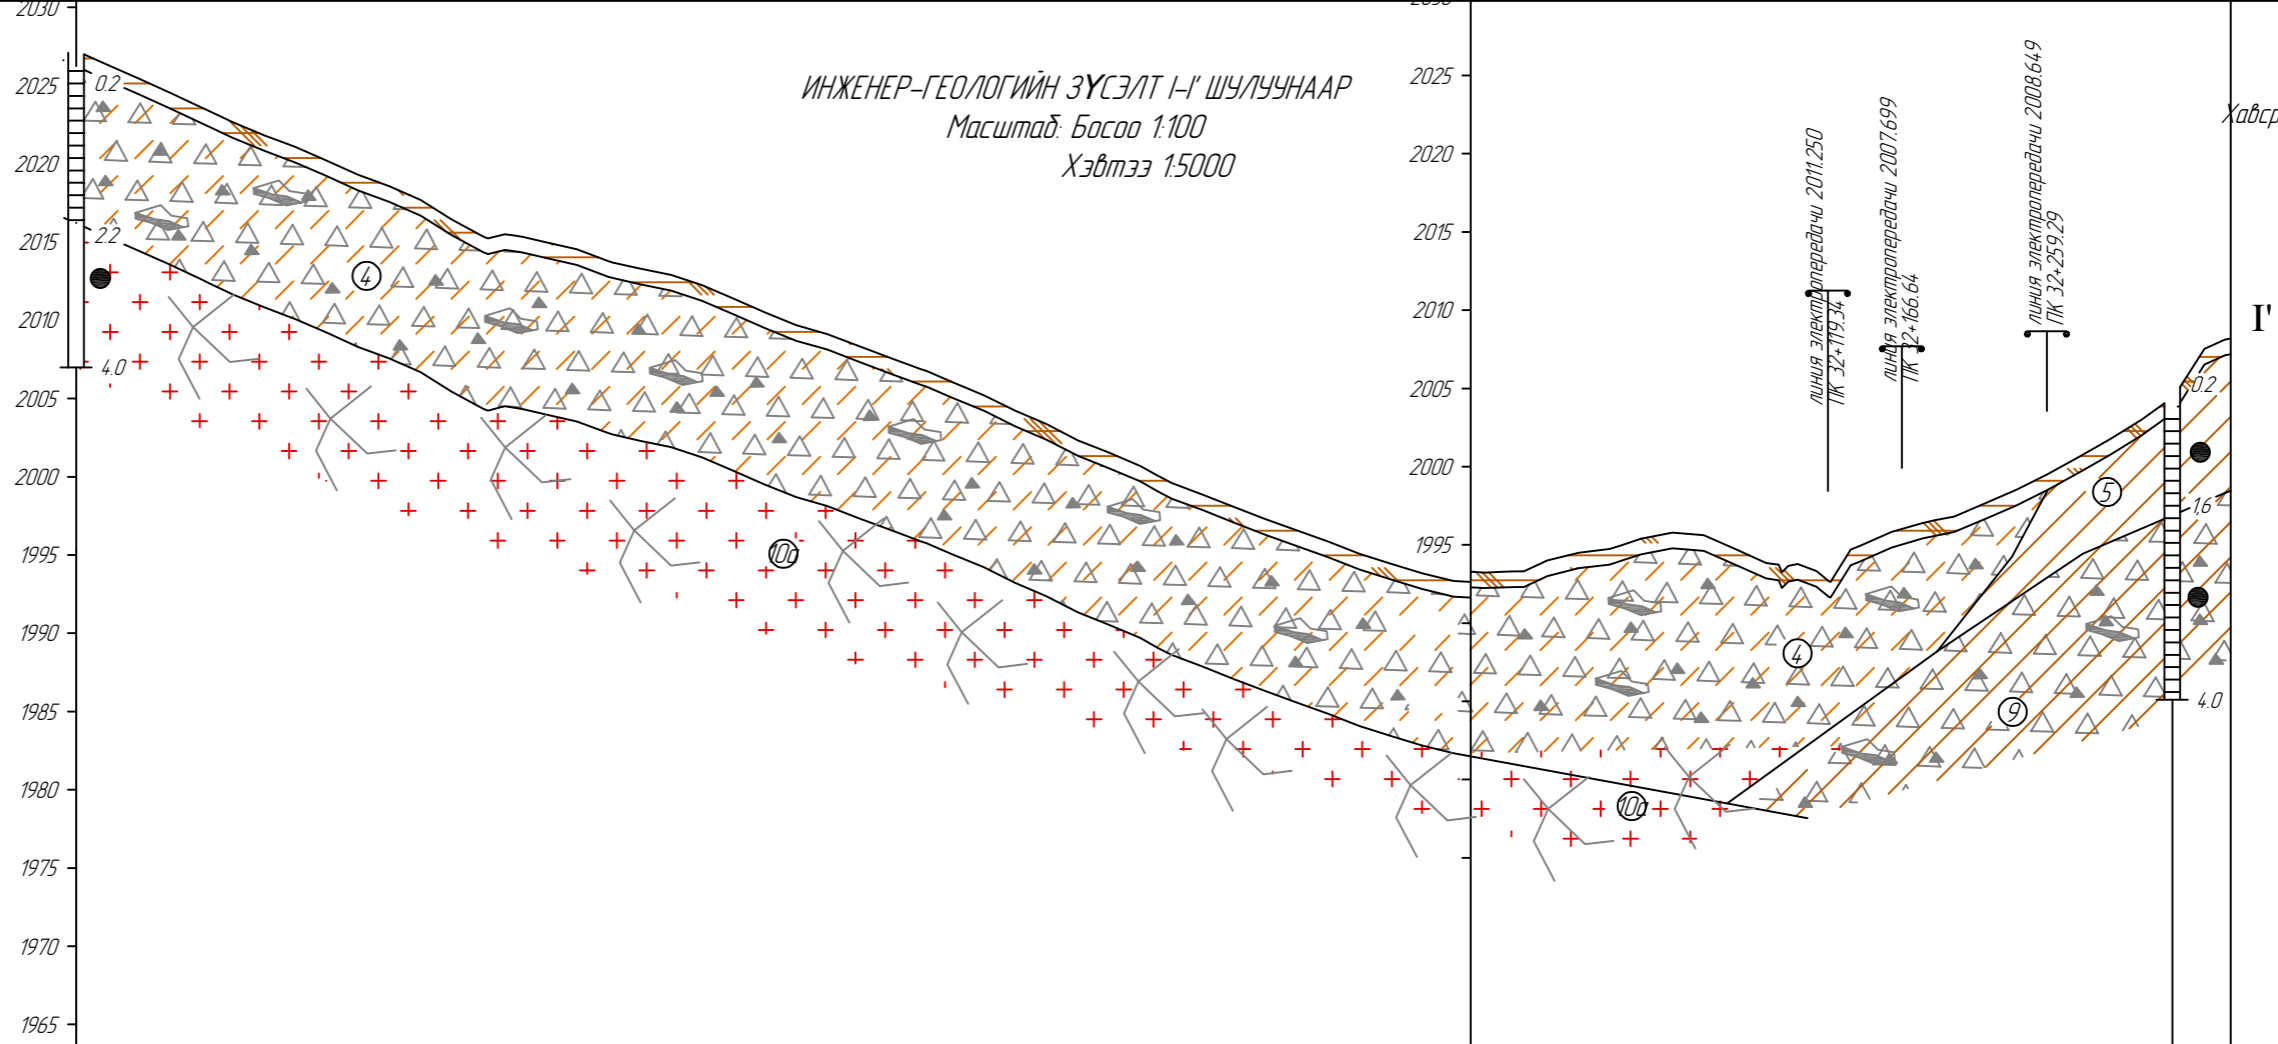 ИНЖЕНЕР-ГЕОЛОГИЙН ЗҮСЭЛТ I-I' ШУЛУУНААР
Масштаб: Босоо 1:100
Хэвтээ 1:5000
2030
2025
2020
2015
2010
2005
2000
1995
1990
1985
1980
1975
1970
1965
0.2
2.2
4.0
4
10а
2025
2020
2015
2010
2005
2000
1995
линия электропередачи 2011.250
ПК 32+119.34
линия электропередачи 2007.699
ПК 32+166.64
линия электропередачи 2008.649
ПК 32+259.29
Хавср
I'
0.2
1,6
4.0
5
4
9
10а